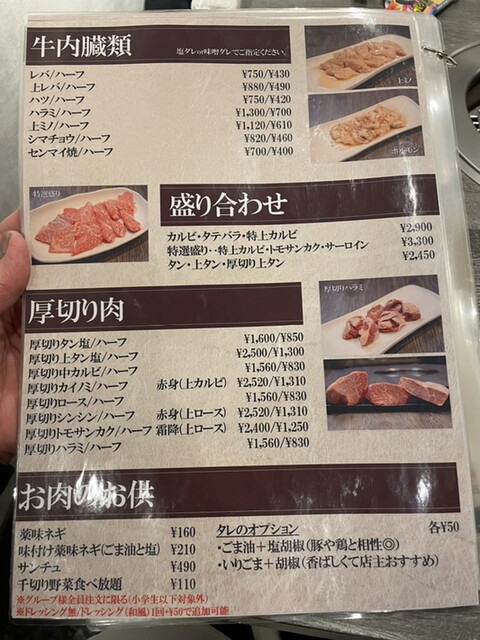 牛内臓類 塩ダレor味噌ダレでご指定ください。
レバ/ハーフ ¥750/¥430
上レバ/ハーフ ¥880/¥490
ハツ/ハーフ ¥750/¥420
ハラミ/ハーフ ¥1,300/¥700
上ミノ/ハーフ ¥1,120/¥610
シマチョウ/ハーフ ¥820/¥460
センマイ焼/ハーフ ¥700/¥400
上ミノ
ホルモン
特選盛り
盛り合わせ
カルビ・タテバラ・特上カルビ ¥2,900
特選盛り・・特上カルビ・トモサンカク・サーロイン ¥3,300
タン・上タン・厚切り上タン ¥2,450
厚切り肉
厚切りハラミ
厚切りタン塩/ハーフ ¥1,600/¥850
厚切り上タン塩/ハーフ ¥2,500/¥1,300
厚切り中カルビ/ハーフ ¥1,560/¥830
厚切りカイノミ/ハーフ 赤身(上カルビ) ¥2,520/¥1,310
厚切りロース/ハーフ ¥1,560/¥830
厚切りシンシン/ハーフ 赤身(上ロース) ¥2,520/¥1,310
厚切りトモサンカク/ハーフ 霜降(上ロース) ¥2,400/¥1,250
厚切りハラミ/ハーフ ¥1,560/¥830
お肉のお供
薬味ネギ ¥160
味付け薬味ネギ(ごま油と塩) ¥210
サンチュ ¥490
千切り野菜食べ放題 ¥110
※グループ様全員注文に限る(小学生以下対象外)
※ドレッシング無/ドレッシング(和風)1回+¥50で追加可能
タレのオプション 各¥50
・ごま油＋塩胡椒(豚や鶏と相性◎)
・いりごま＋胡椒(香ばしくて店主おすすめ)